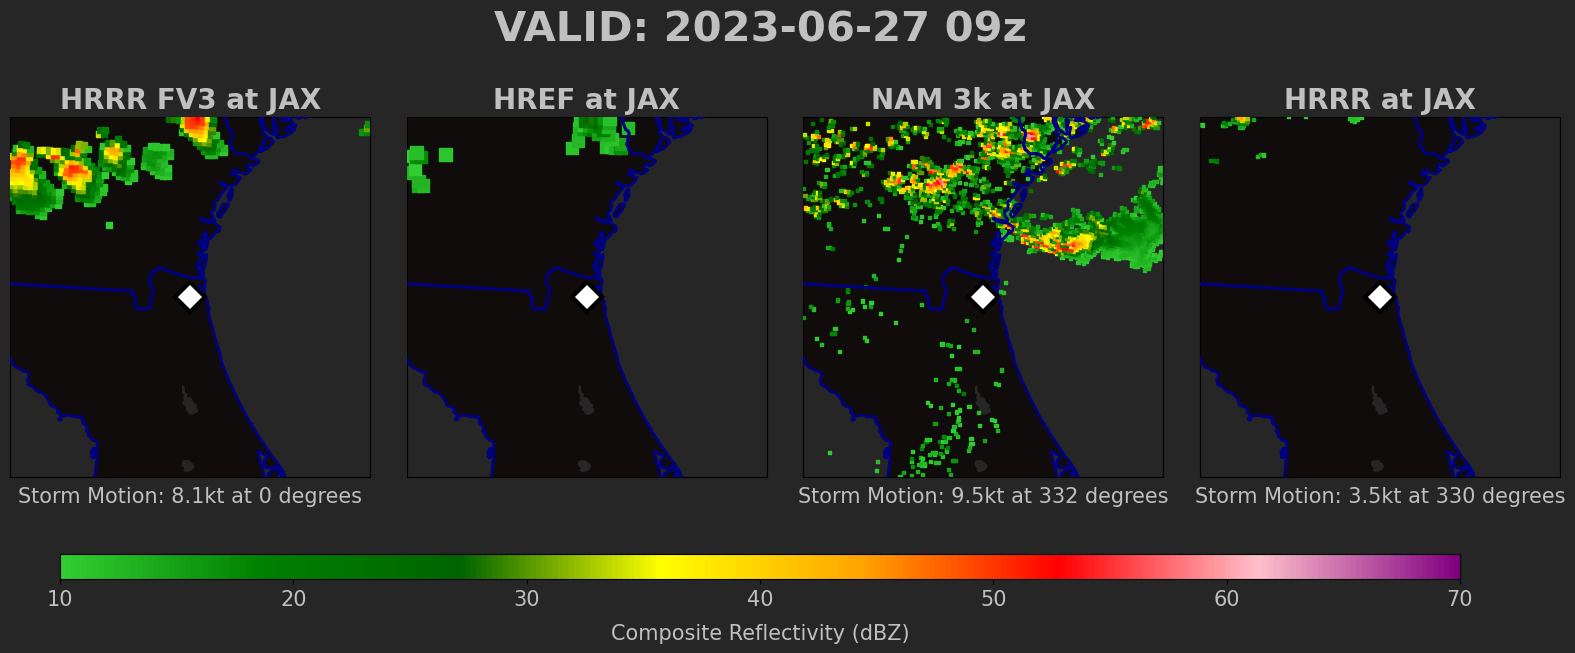 VALID: 2023-06-27 09z
HRRR FV3 at JAX
HREF at JAX
NAM 3k at JAX
HRRR at JAX
Storm Motion: 8.1kt at 0 degrees
Storm Motion: 9.5kt at 332 degrees
Storm Motion: 3.5kt at 330 degrees
10 20 30 40 50 60 70
Composite Reflectivity (dBZ)